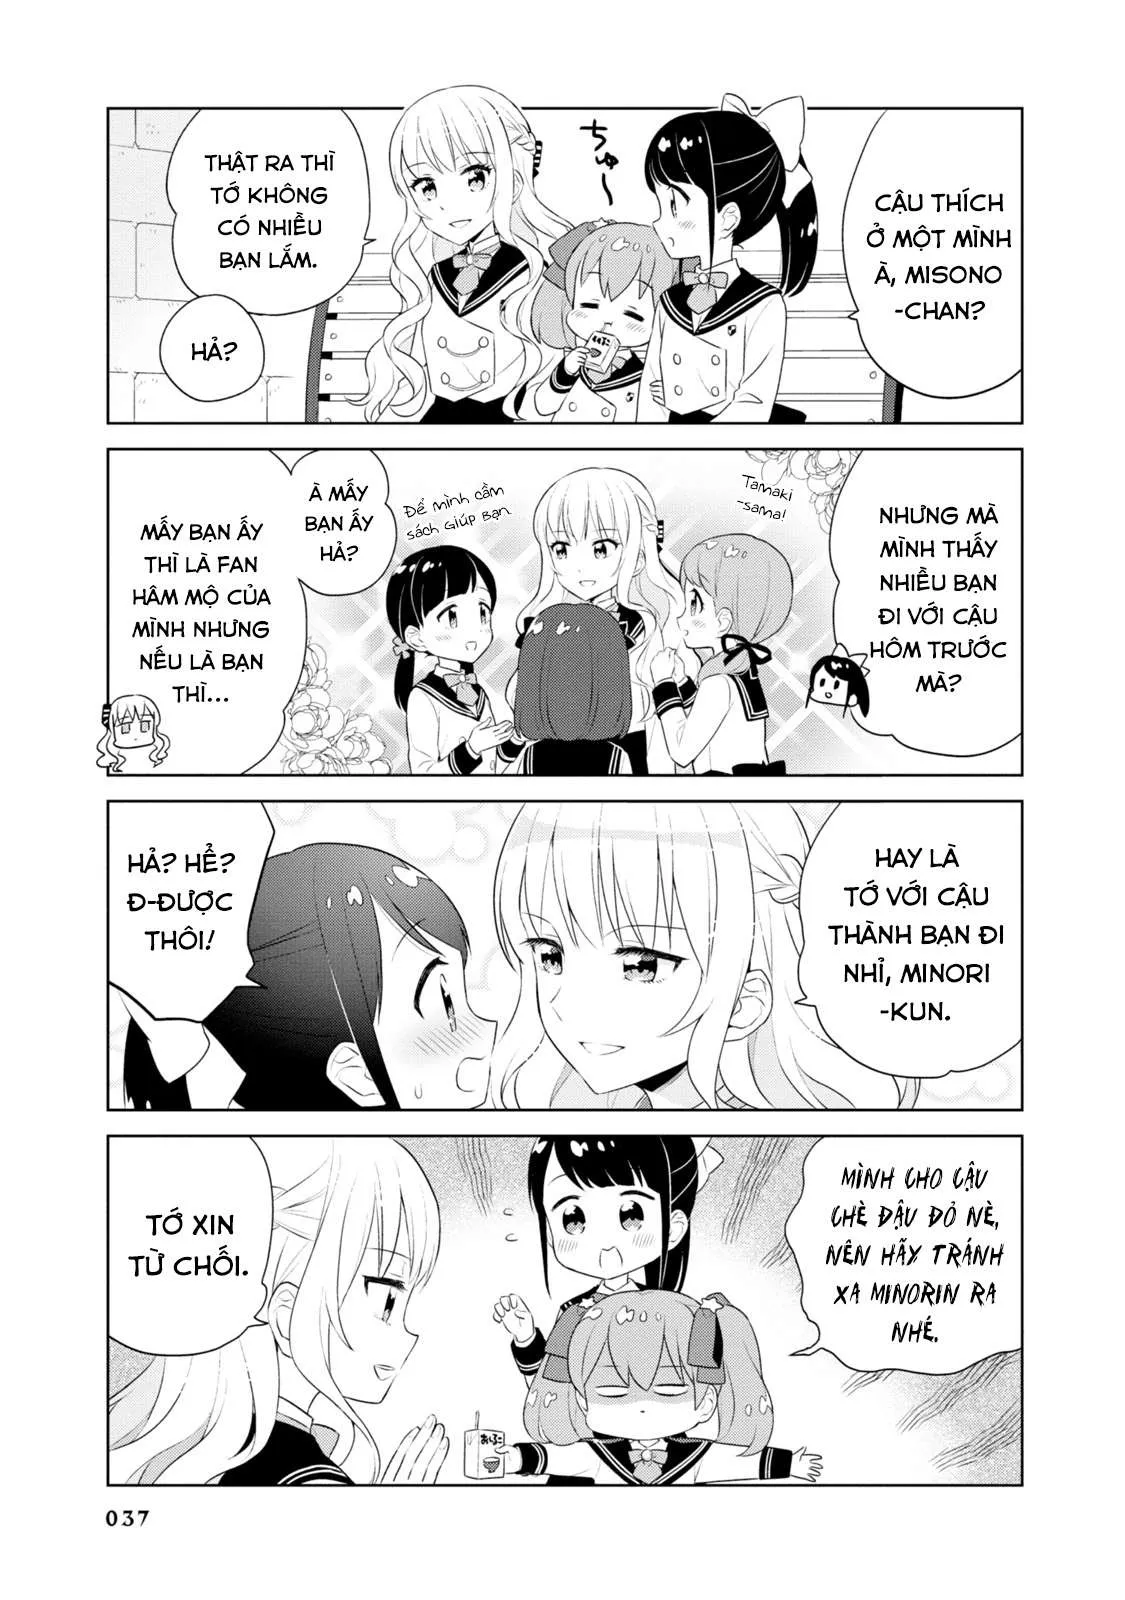 CẬU THÍCH
Ở MỘT MÌNH
À, MISONO
-CHAN?
ちゅ〜
THẬT RA THÌ
TỚ KHÔNG
CÓ NHIỀU
BẠN LẮM.
HẢ?
NHƯNG MÀ
MÌNH THẤY
NHIỀU BẠN
ĐI VỚI CẬU
HÔM TRƯỚC
MÀ?
Tamaki
-sama!
Để mình cầm
sách giúp bạn.
À MẤY
BẠN ẤY
HẢ?
MẤY BẠN ẤY
THÌ LÀ FAN
HÂM MỘ CỦA
MÌNH NHƯNG
NẾU LÀ BẠN
THÌ...
HAY LÀ
TỚ VỚI CẬU
THÀNH BẠN ĐI
NHỈ, MINORI
-KUN.
HẢ? HỂ?
Đ-ĐƯỢC
THÔI!
MÌNH CHO CẬU
CHÈ ĐẬU ĐỎ NÈ,
NÊN HÃY TRÁNH
XA MINORIN RA
NHÉ.
おしるこ
TỚ XIN
TỪ CHỐI.
037